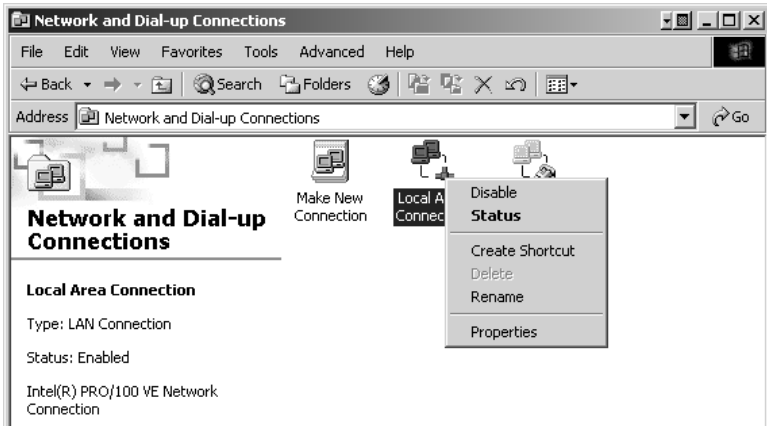 Network and Dial-up Connections
File Edit View Favorites Tools Advanced Help
Back Search Folders
Address Network and Dial-up Connections Go
Make New
Connection
Local A
Connec
Network and Dial-up
Connections
Disable
Status
Create Shortcut
Delete
Rename
Properties
Local Area Connection
Type: LAN Connection
Status: Enabled
Intel(R) PRO/100 VE Network
Connection